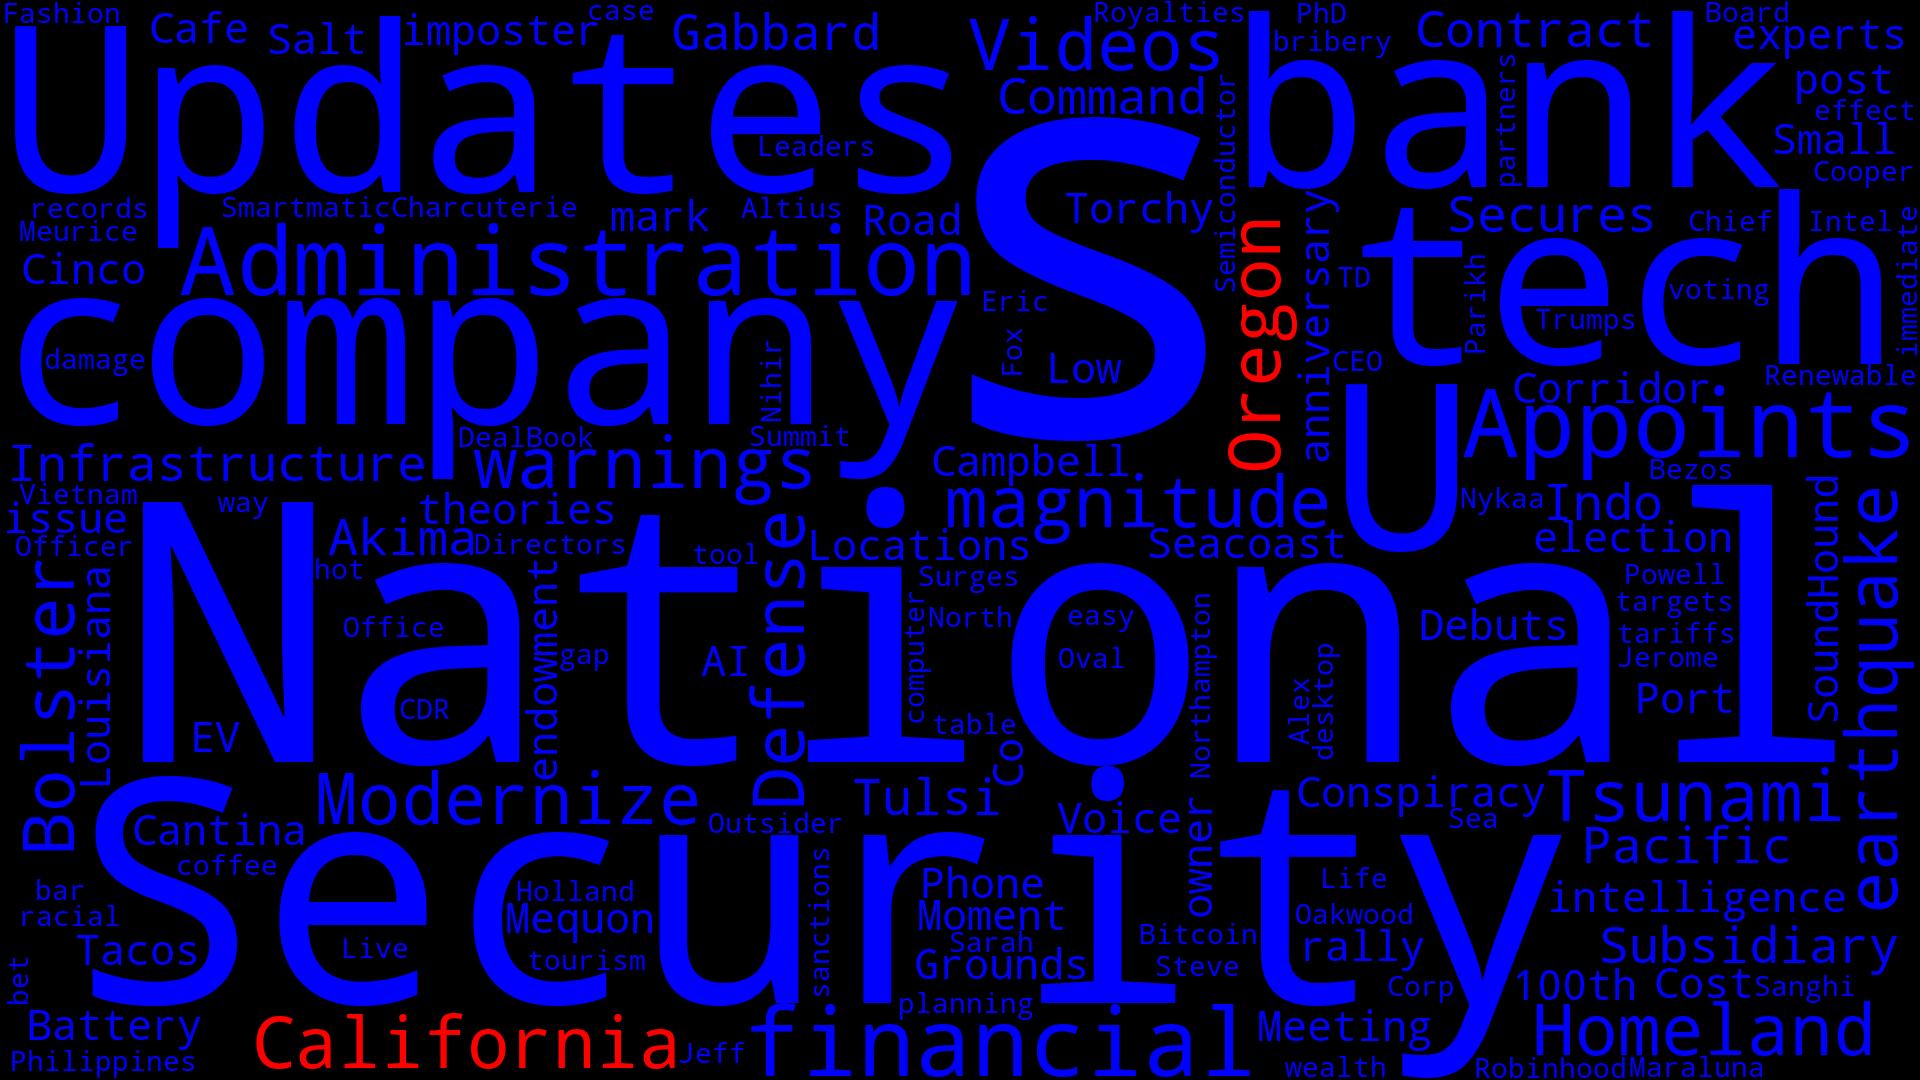 Fashion
Updates
Cafe
Salt
imposter
case
Gabbard
Videos
Royalties
PhD
bribery
bank
Contract
Board
experts
post
effect
Small
Cooper
Command
Leaders
Semiconductor
partners
S
Torchy
records
Meurice
Cinco
SmartmaticCharcuterie
mark
Altius
Road
Administration
Secures
Chief
Intel
immediate
Oregon
anniversary
TD
tech
Parikh
voting
Trumps
company
damage
Nihir
Eric
Fox
Low
CEO
Corridor
Renewable
U
Appoints
DealBook
Summit
Infrastructure
warnings
Campbell
Bezos
Vietnam
issue
Officer
way
theories
Akima
Directors
tool
magnitude
Nykaa
Indo
Locations
Seacoast
election
National
hot
Bolster
Louisiana
Office
CDR
EV
endowment
gap
AI
Defense
Surges
North
computer
easy
Oval
table
Co
Northampton
Alex
desktop
Debuts
Powell
targets
tariffs
Jerome
Port
SoundHound
earthquake
Modernize
Tulsi
Voice
owner
Conspiracy
Sea
Tsunami
Pacific
Security
Cantina
coffee
Outsider
bar
racial
Tacos
bet
Live
Holland
Mequon
tourism
sanctions
Phone
Moment
Sarah
Grounds
planning
Bitcoin
Steve
Life
Oakwood
rally
intelligence
Subsidiary
Corp
100th
Cost
Sanghi
Battery
Philippines
California
Jeff
financial
Meeting
wealth
Homeland
Robinhood
Maraluna